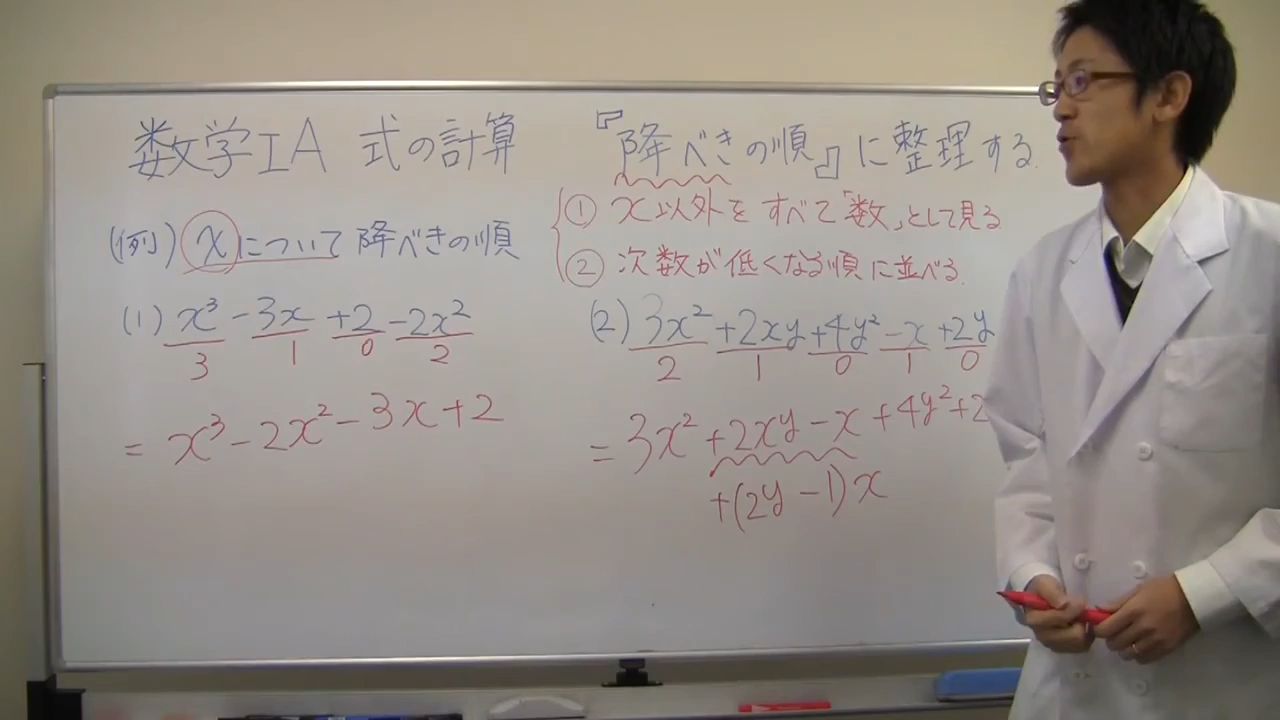 数学ⅠA 式の計算
『降べきの順』に整理する.
① x以外をすべて「数」として見る
② 次数が低くなる順に並べる.
(例) xについて降べきの順
(1) x³ - 3x + 2 - 2x²
3 1 0 2
= x³ - 2x² - 3x + 2
(2) 3x² + 2xy + 4y² - x + 2y
2 1 0 1 0
= 3x² + 2xy - x + 4y² + 2
+ (2y - 1)x